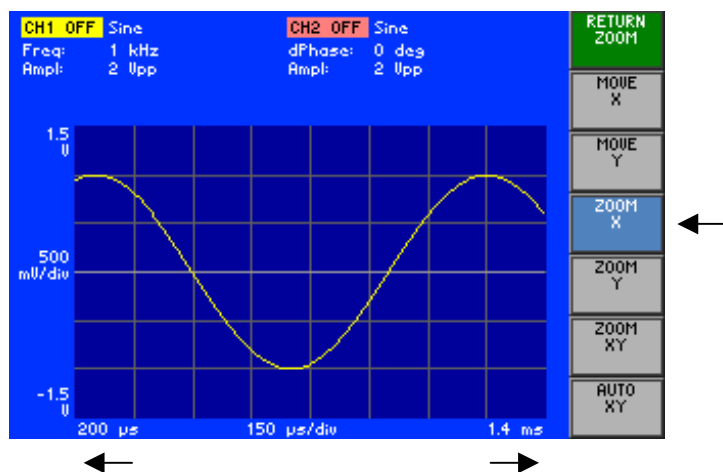 CH1 OFF Sine
Freq: 1 kHz
Ampl: 2 Vpp
CH2 OFF Sine
dPhase: 0 deg
Ampl: 2 Vpp
1.5
V
500
mV/div
-1.5
V
200 µs 150 µs/div 1.4 ms
RETURN
ZOOM
MOVE
X
MOVE
Y
ZOOM
X
ZOOM
Y
ZOOM
XY
AUTO
XY